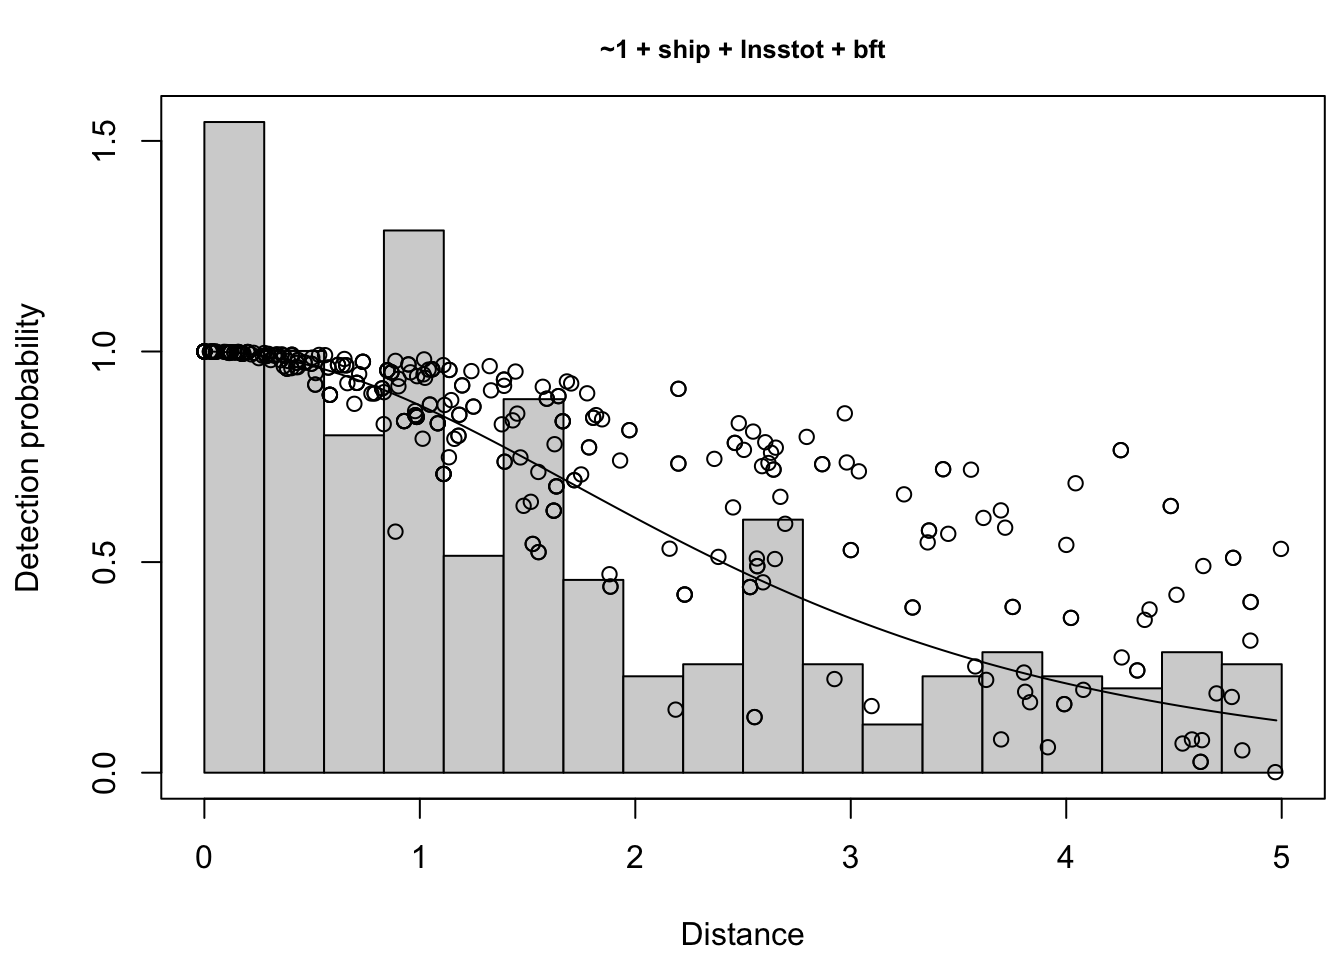 ~1 + ship + lnsstot + bft
Detection probability
1.5
1.0
0.5
0.0
0 1 2 3 4 5
Distance